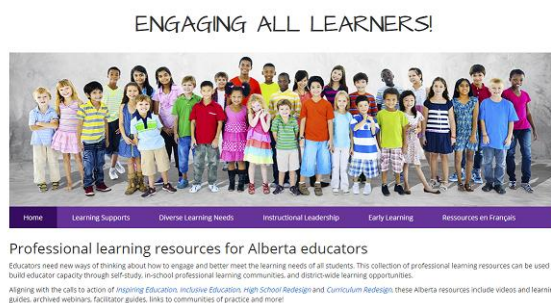 ENGAGING ALL LEARNERS!
Home Learning Supports Diverse Learning Needs Instructional Leadership Early Learning Ressources en Français
Professional learning resources for Alberta educators
Educators need new ways of thinking about how to engage and better meet the learning needs of all students. This collection of professional learning resources can be used
build educator capacity through self-study, in-school professional learning communities, and district-wide learning opportunities.
Aligning with the calls to action of Inspiring Education, Inclusive Education, High School Redesign and Curriculum Redesign, these Alberta resources include videos and learni
guides, archived webinars, facilitator guides, links to communities of practice and more!